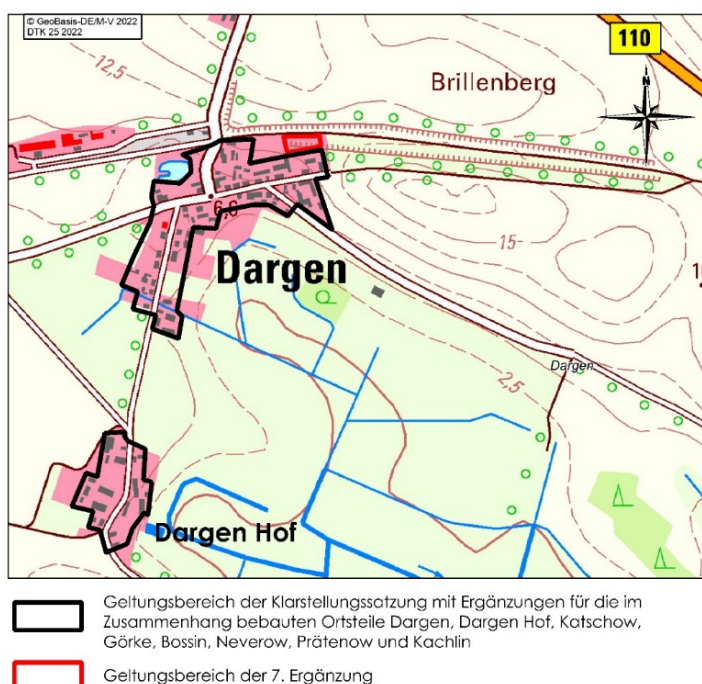 © GeoBasis-DE/M-V 2022
DTK 25 2022
110
12,5
Brillenberg
N
6,6
Dargen
15
2,5
Dargen
Dargen Hof
Geltungsbereich der Klarstellungssatzung mit Ergänzungen für die im
Zusammenhang bebauten Ortsteile Dargen, Dargen Hof, Katschow,
Görke, Bossin, Neverow, Prätenow und Kachlin
Geltungsbereich der 7. Ergänzung